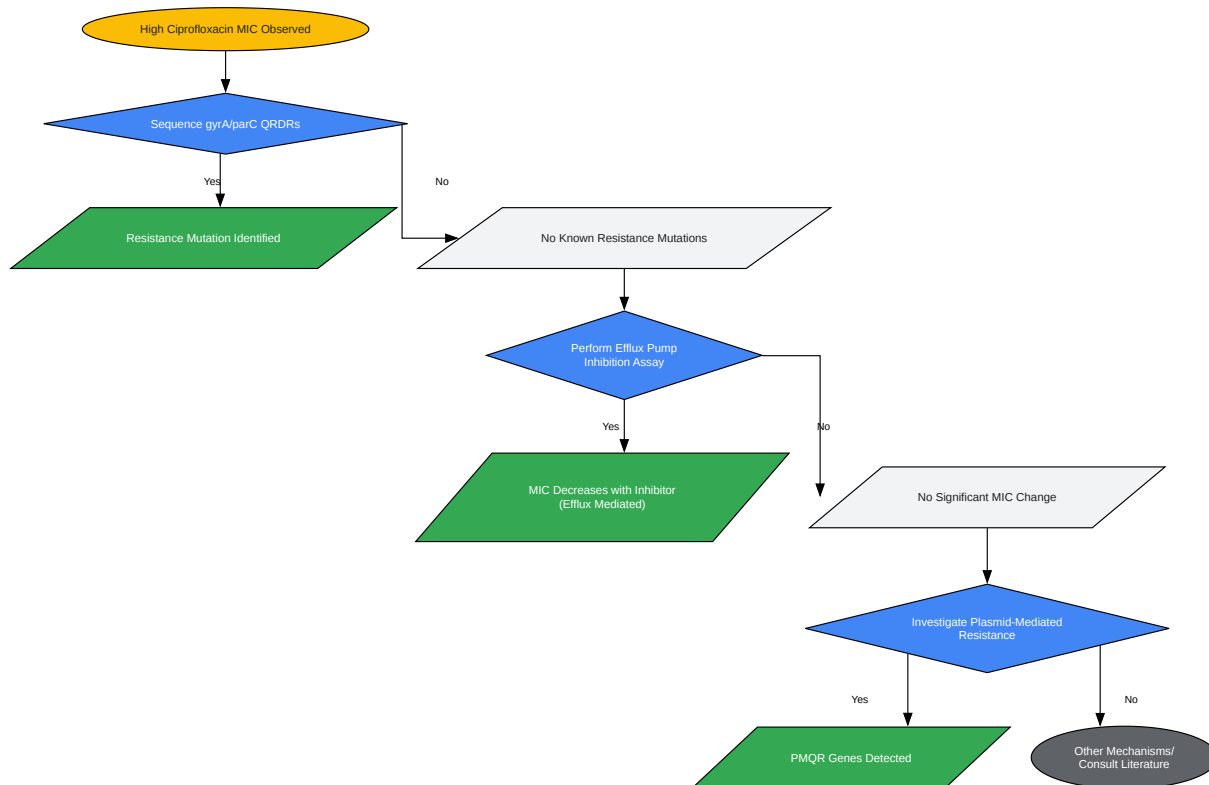 High Ciprofloxacin MIC Observed
Sequence gyrA/parC QRDRs
Yes
No
Resistance Mutation Identified
No Known Resistance Mutations
Perform Efflux Pump
Inhibition Assay
Yes
No
MIC Decreases with Inhibitor
(Efflux Mediated)
No Significant MIC Change
Investigate Plasmid-Mediated
Resistance
Yes
No
PMQR Genes Detected
Other Mechanisms/
Consult Literature